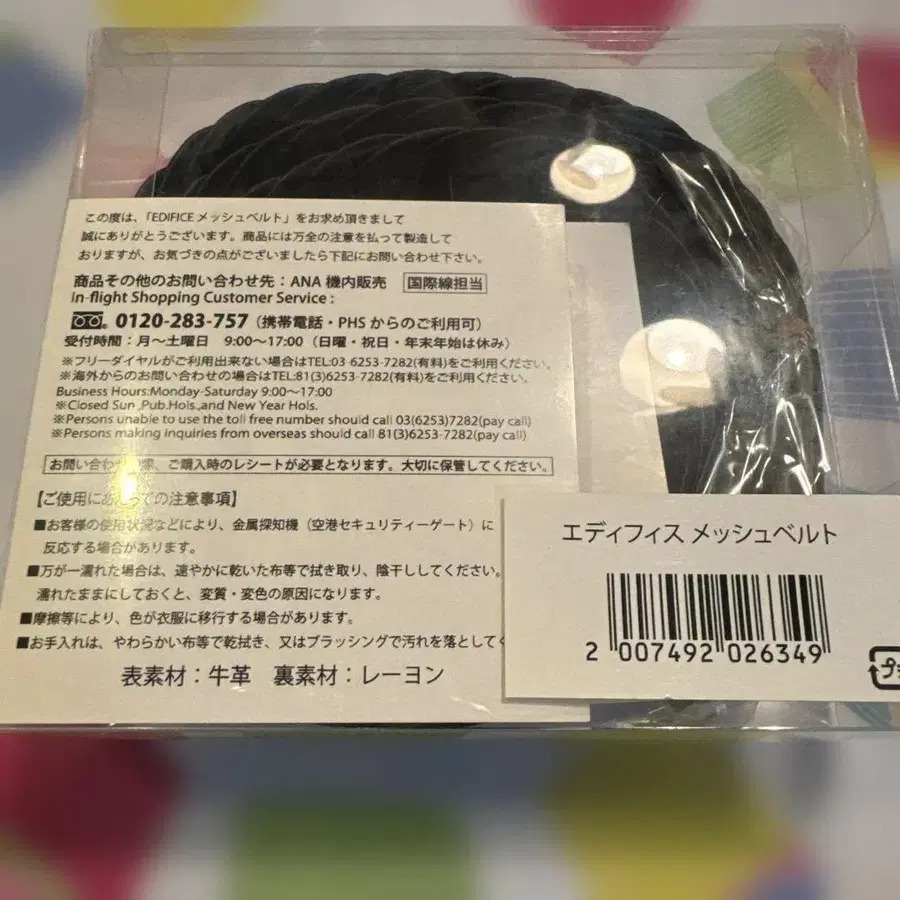 この度は、「EDIFICE メッシュベルト」をお求め頂きまして
誠にありがとうございます。商品には万全の注意を払って製造して
おりますが、お気づきの点がございましたら下記にお問い合わせ下さい。
商品その他のお問い合わせ先：ANA 機内販売 国際線担当
In-flight Shopping Customer Service :
0120-283-757（携帯電話・PHS からのご利用可）
受付時間：月～土曜日　9:00～17:00（日曜・祝日・年末年始は休み）
※フリーダイヤルがご利用出来ない場合はTEL:03-6253-7282(有料)をご利用ください。
※海外からのお問い合わせの場合はTEL:81(3)6253-7282(有料)をご利用ください。
Business Hours:Monday-Saturday 9:00～17:00
※Closed Sun ,Pub.Hols.,and New Year Hols.
※Persons unable to use the toll free number should call 03(6253)7282(pay call)
※Persons making inquiries from overseas should call 81(3)6253-7282(pay call)
お問い合わ 際、ご購入時のレシートが必要となります。大切に保管してください。
【ご使用にあたっての注意事項】
■お客様の使用状況などにより、金属探知機（空港セキュリティーゲート）に
反応する場合があります。
■万が一濡れた場合は、速やかに乾いた布等で拭き取り、陰干ししてください。
濡れたままにしておくと、変質・変色の原因になります。
■摩擦等により、色が衣服に移行する場合があります。
■お手入れは、やわらかい布等で乾拭き、又はブラッシングで汚れを落としてく
表素材：牛革　裏素材：レーヨン
エディフィス メッシュベルト
2 007492 026349
プ